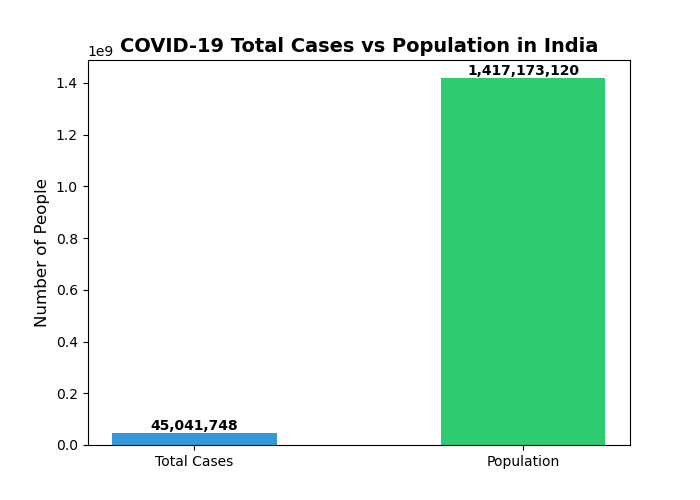 COVID-19 Total Cases vs Population in India
1e9
1,417,173,120
1.4
1.2
1.0
0.8
0.6
0.4
0.2
0.0
Number of People
45,041,748
Total Cases
Population